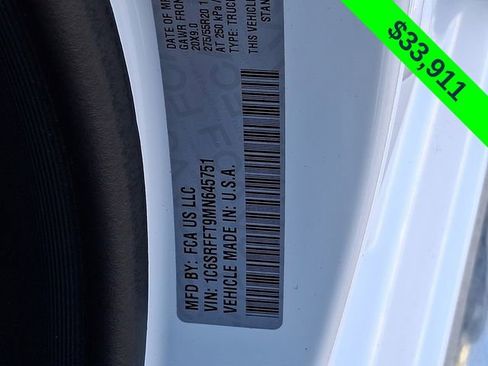 $33,911
DATE OF M
GAWR FRON
20X9.0
275/55R20 1
AT 250 kPa
TYPE: TRUCK
THIS VEHICLE
STAN
MFD BY: FCA US LLC
VIN: 1C6SRFFT9MN645751
VEHICLE MADE IN: U.S.A.